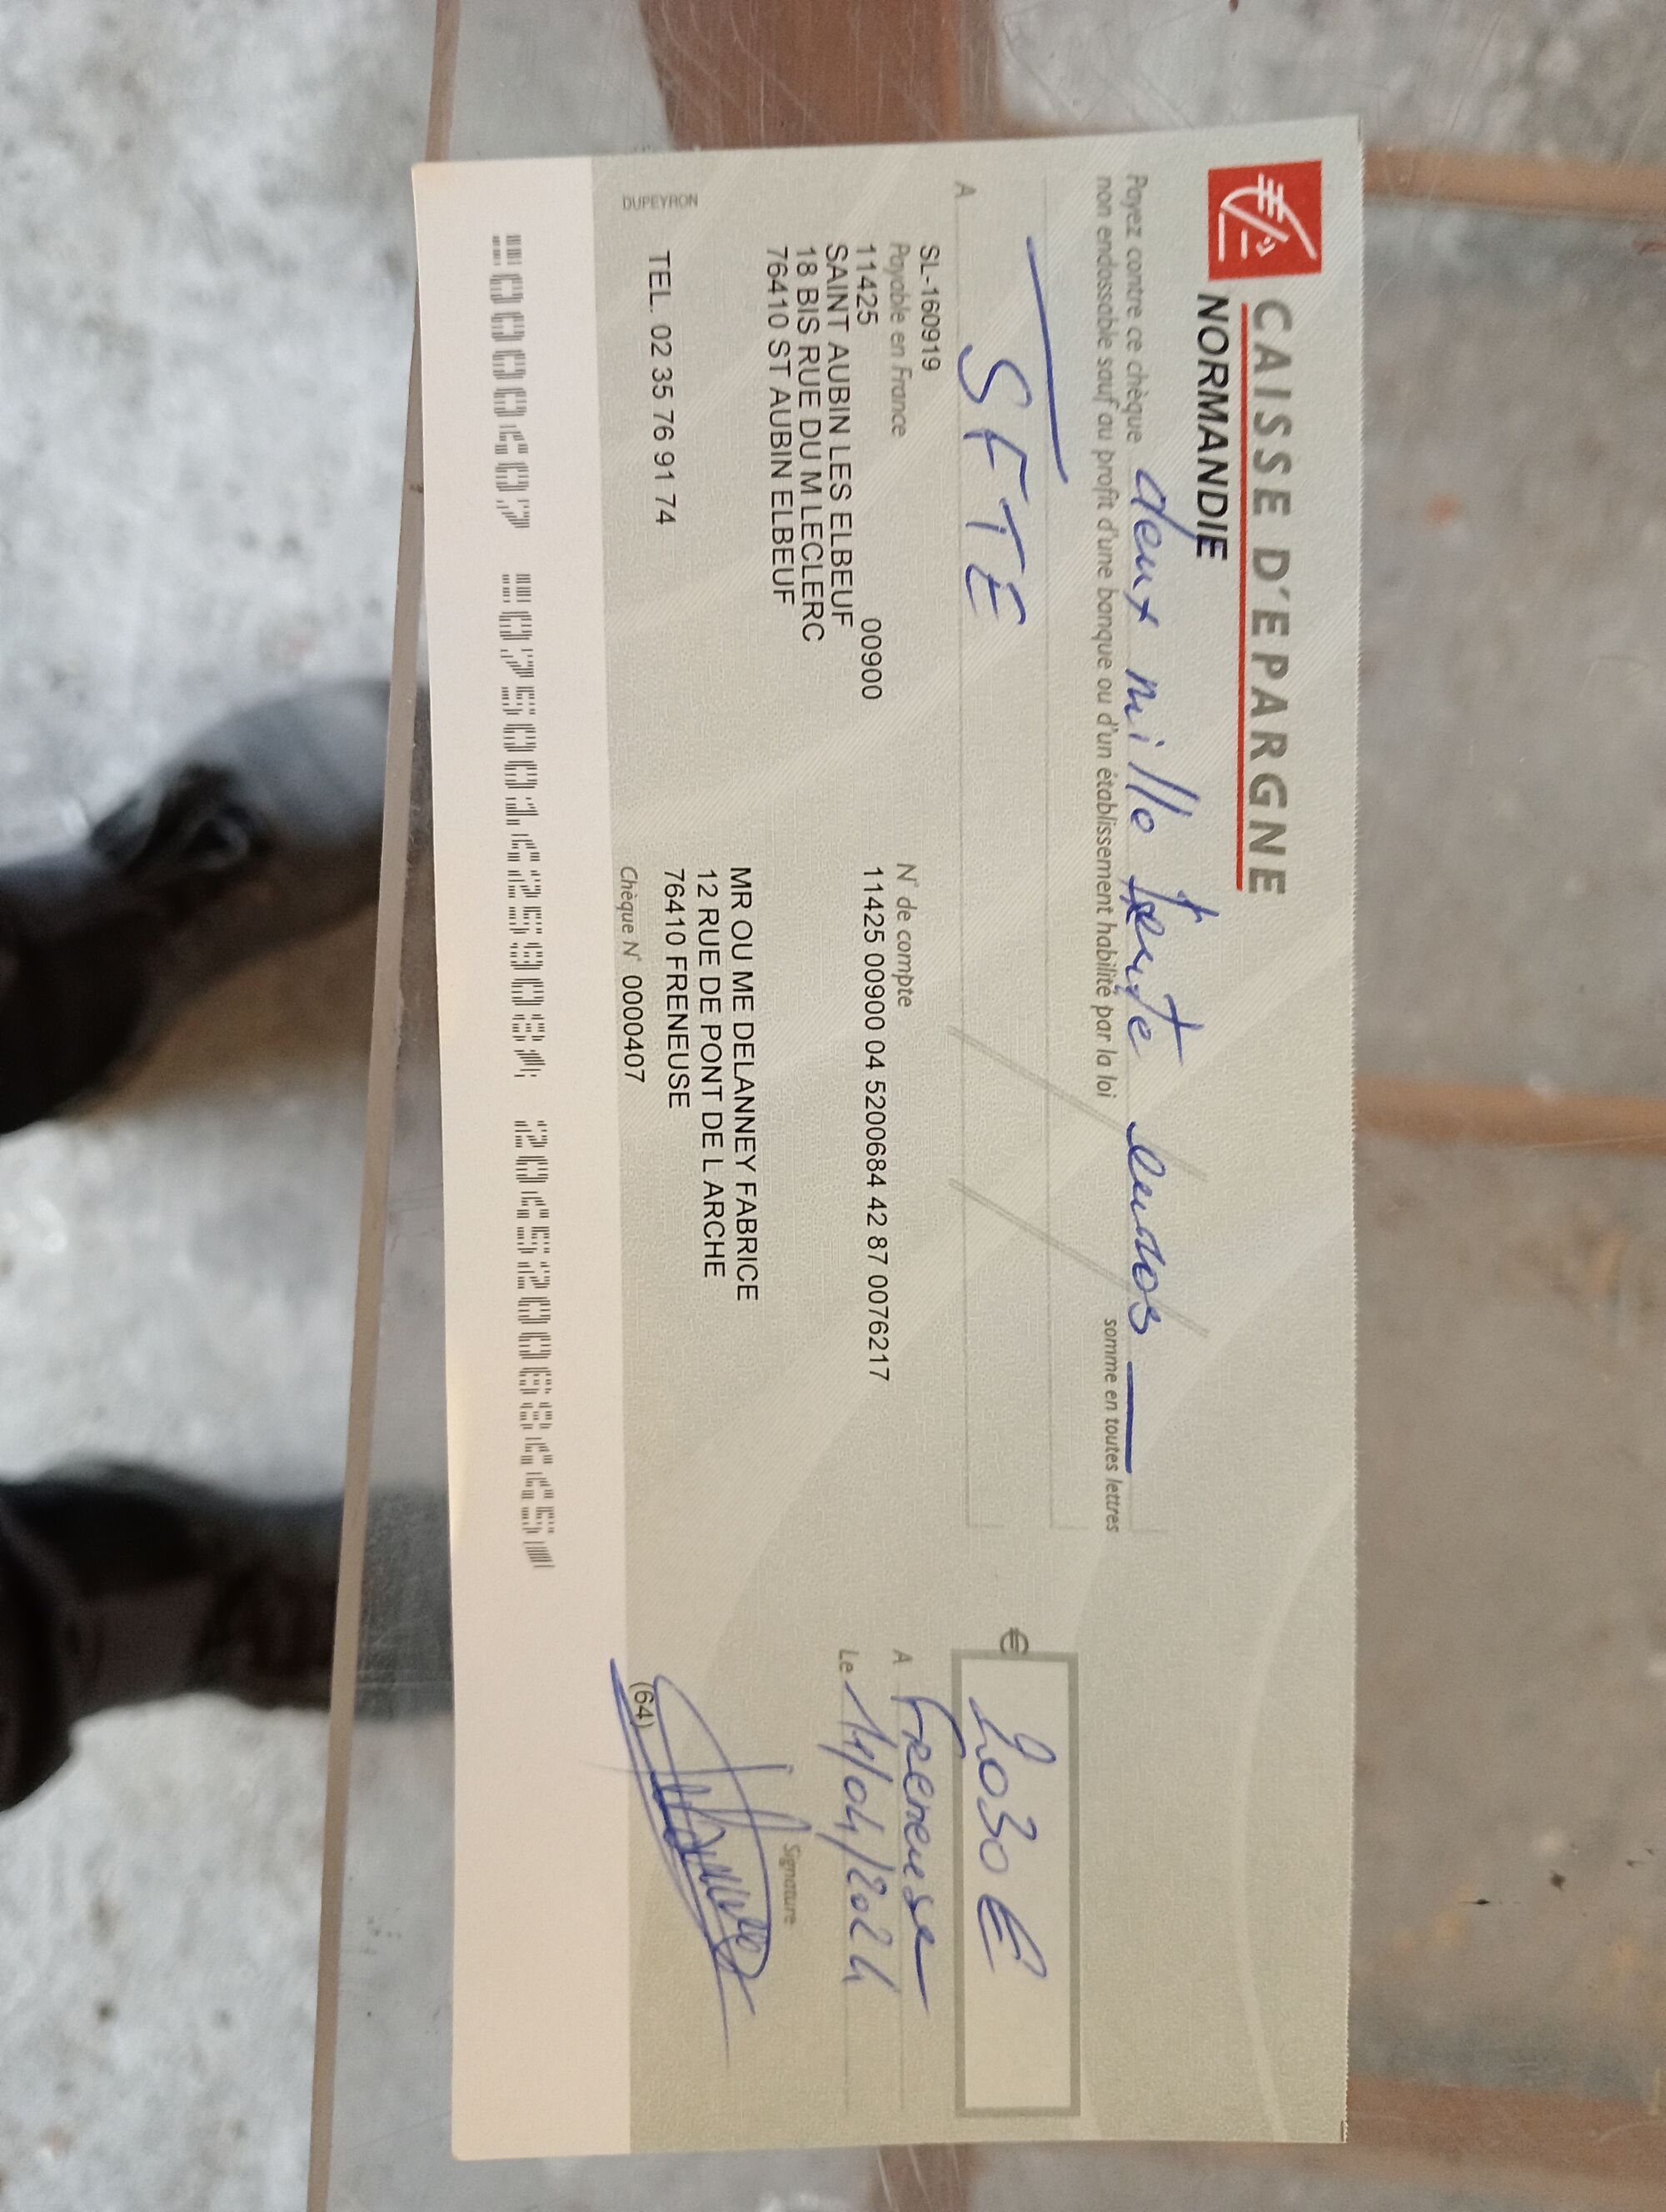 CAISSE D'EPARGNE
NORMANDIE
Payez contre ce chèque deux mille trente euros
non endossable sauf au profit d'une banque ou d'un établissement habilité par la loi
somme en toutes lettres
A SFTE
€ 2030 €
SL-160919
Payable en France
11425 00900
SAINT AUBIN LES ELBEUF
18 BIS RUE DU M LECLERC
76410 ST AUBIN ELBEUF
TEL. 02 35 76 91 74
DUPEYRON
N° de compte
11425 00900 04 5200684 42 87 0076217
MR OU ME DELANNEY FABRICE
12 RUE DE PONT DE L ARCHE
76410 FRENEUSE
Chèque N° 0000407
A Freneuse
Le 11/04/2024
Signature
(64)